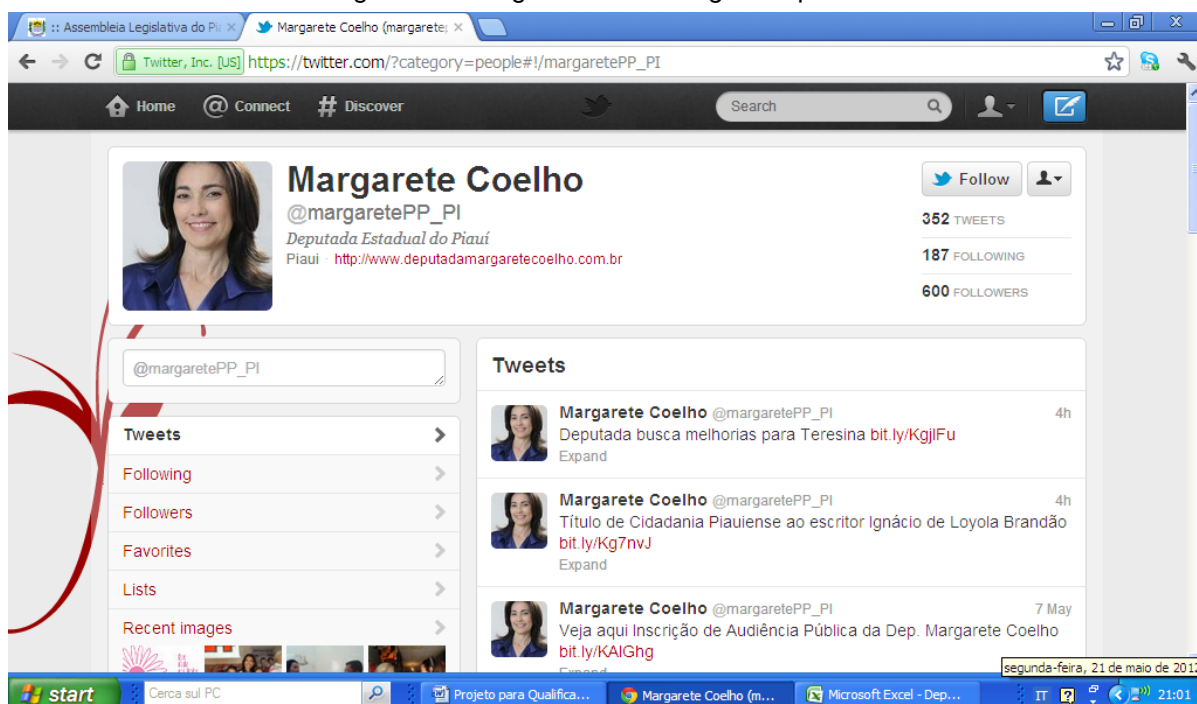 :: Assembleia Legislativa do Pi
Margarete Coelho (margarete
Twitter, Inc. [US] https://twitter.com/?category=people#!/margaretePP_PI
Home @ Connect # Discover Search
Margarete Coelho
@margaretePP_PI
Deputada Estadual do Piauí
Piaui · http://www.deputadamargaretecoelho.com.br
Follow
352 TWEETS
187 FOLLOWING
600 FOLLOWERS
@margaretePP_PI
Tweets
Following
Followers
Favorites
Lists
Recent images
Tweets
Margarete Coelho @margaretePP_PI 4h
Deputada busca melhorias para Teresina bit.ly/KgjlFu
Expand
Margarete Coelho @margaretePP_PI 4h
Título de Cidadania Piauiense ao escritor Ignácio de Loyola Brandão
bit.ly/Kg7nvJ
Expand
Margarete Coelho @margaretePP_PI 7 May
Veja aqui Inscrição de Audiência Pública da Dep. Margarete Coelho
bit.ly/KAlGhg
Expand
segunda-feira, 21 de maio de 2012
start Cerca sul PC Projeto para Qualifica... Margarete Coelho (m... Microsoft Excel - Dep... IT 21:01